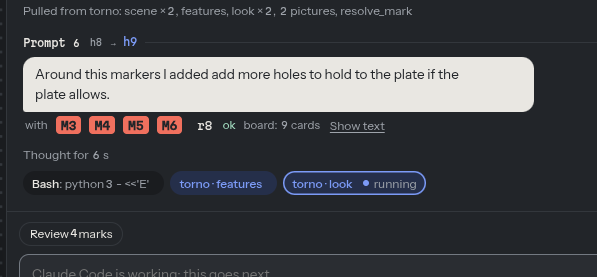 Pulled from torno: scene ×2, features, look ×2, 2 pictures, resolve_mark
Prompt 6 h8 → h9
Around this markers I added add more holes to hold to the plate if the
plate allows.
with M3 M4 M5 M6 r8 ok board: 9 cards Show text
Thought for 6 s
Bash: python3 - <<'E' torno·features torno·look running
Review 4 marks
Claude Code is working: this goes next